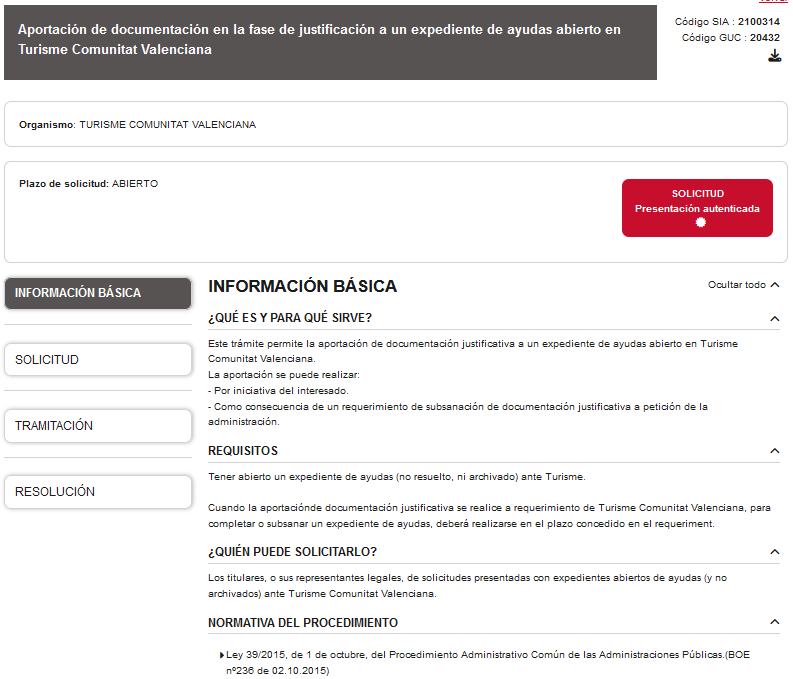 Aportación de documentación en la fase de justificación a un expediente de ayudas abierto en
Turisme Comunitat Valenciana
Código SIA : 2100314
Código GUC : 20432
Organismo: TURISME COMUNITAT VALENCIANA
Plazo de solicitud: ABIERTO
SOLICITUD
Presentación autenticada
INFORMACIÓN BÁSICA
SOLICITUD
TRAMITACIÓN
RESOLUCIÓN
INFORMACIÓN BÁSICA
Ocultar todo
¿QUÉ ES Y PARA QUÉ SIRVE?
Este trámite permite la aportación de documentación justificativa a un expediente de ayudas abierto en Turisme
Comunitat Valenciana.
La aportación se puede realizar:
- Por iniciativa del interesado.
- Como consecuencia de un requerimiento de subsanación de documentación justificativa a petición de la
administración.
REQUISITOS
Tener abierto un expediente de ayudas (no resuelto, ni archivado) ante Turisme.
Cuando la aportaciónde documentación justificativa se realice a requerimiento de Turisme Comunitat Valenciana, para
completar o subsanar un expediente de ayudas, deberá realizarse en el plazo concedido en el requeriment.
¿QUIÉN PUEDE SOLICITARLO?
Los titulares, o sus representantes legales, de solicitudes presentadas con expedientes abiertos de ayudas (y no
archivados) ante Turisme Comunitat Valenciana.
NORMATIVA DEL PROCEDIMIENTO
Ley 39/2015, de 1 de octubre, del Procedimiento Administrativo Común de las Administraciones Públicas.(BOE
nº236 de 02.10.2015)